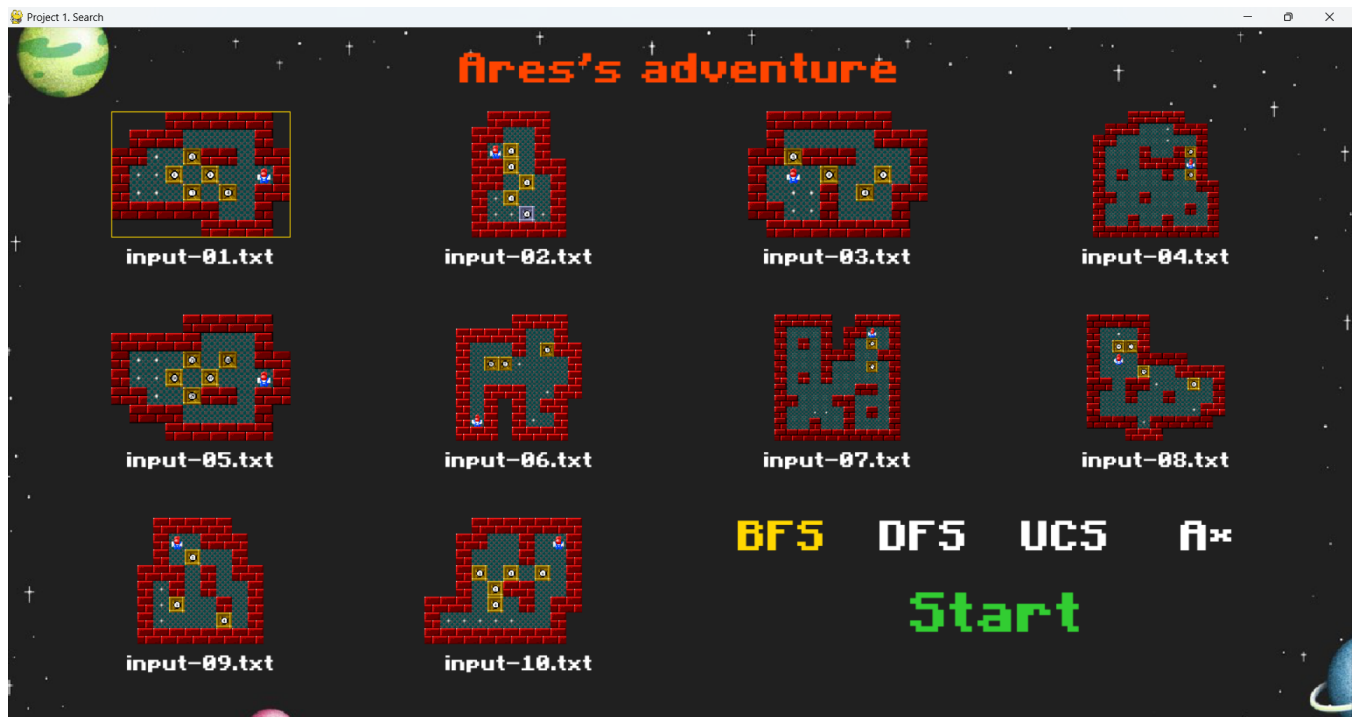 Project 1. Search
Ares's adventure
input-01.txt
input-02.txt
input-03.txt
input-04.txt
input-05.txt
input-06.txt
input-07.txt
input-08.txt
BFS DFS UCS A*
Start
input-09.txt
input-10.txt